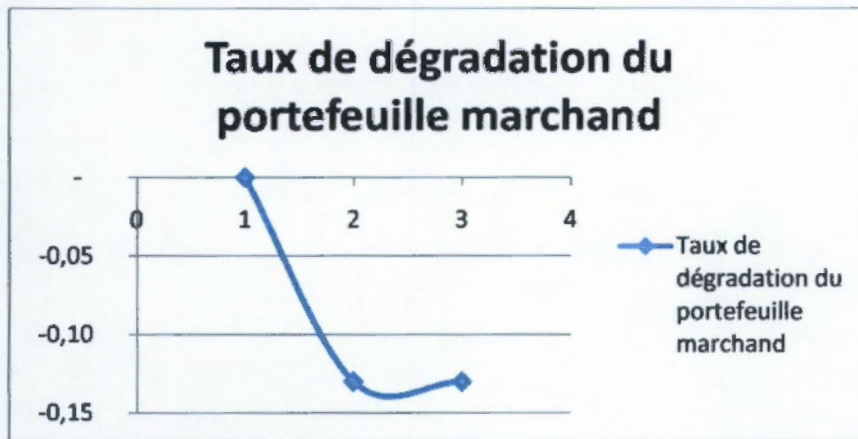 Taux de dégradation du
portefeuille marchand
-
0 1 2 3 4
-0,05
-0,10
-0,15
Taux de
dégradation du
portefeuille
marchand